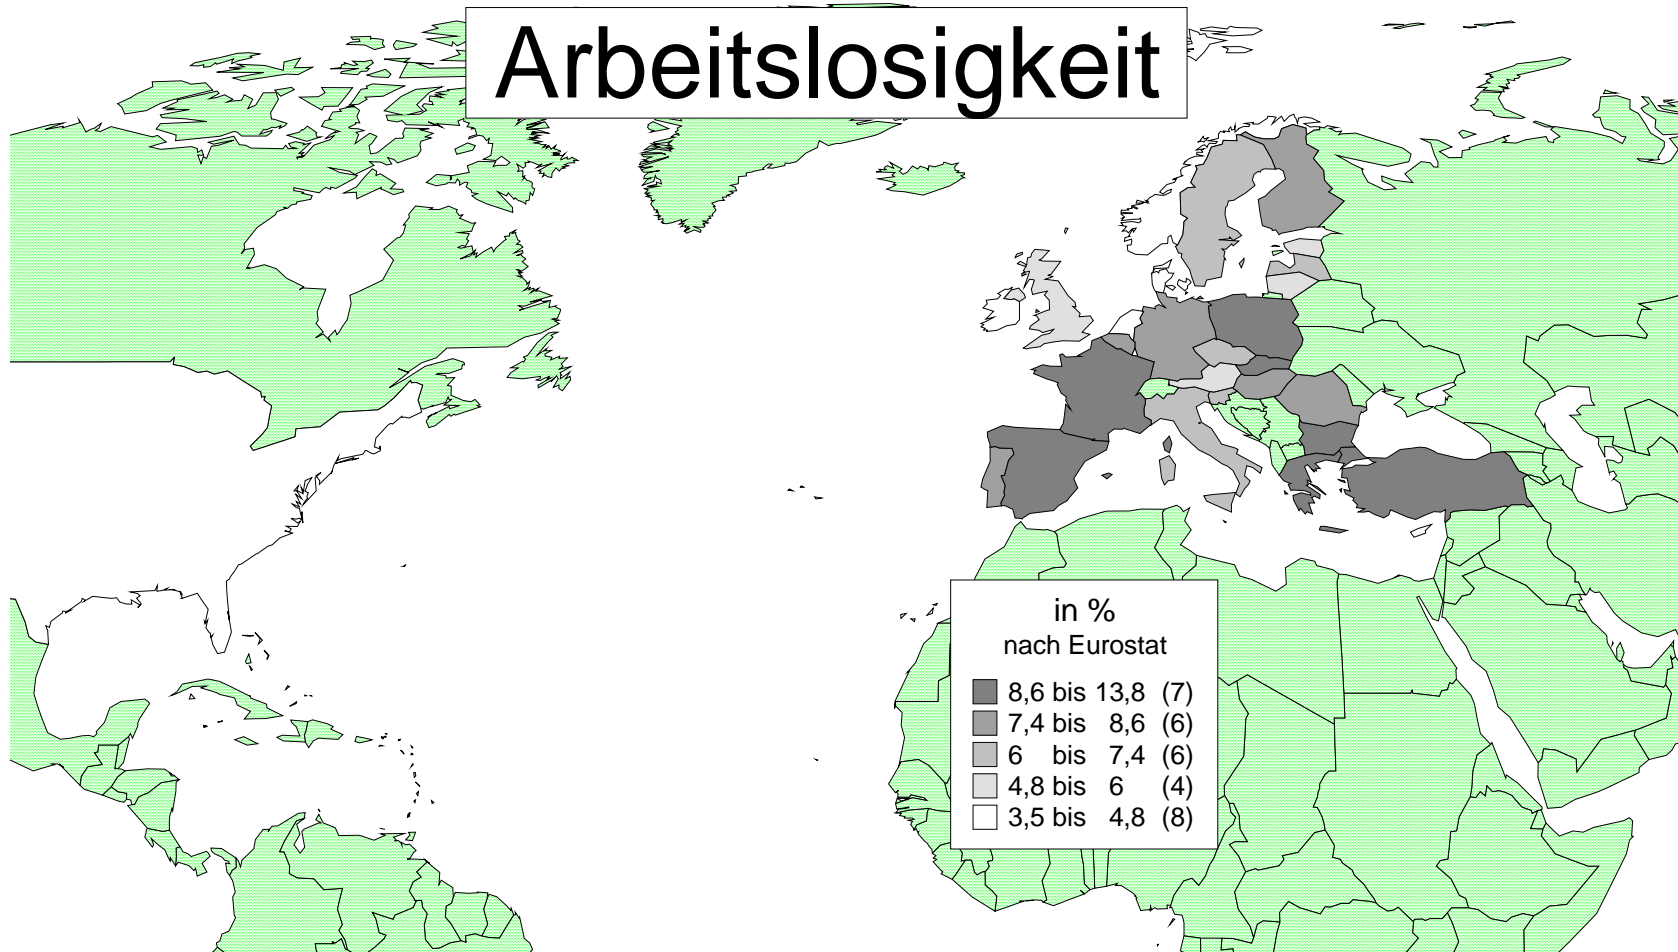 Arbeitslosigkeit
in %
nach Eurostat
8,6 bis 13,8 (7)
7,4 bis 8,6 (6)
6 bis 7,4 (6)
4,8 bis 6 (4)
3,5 bis 4,8 (8)